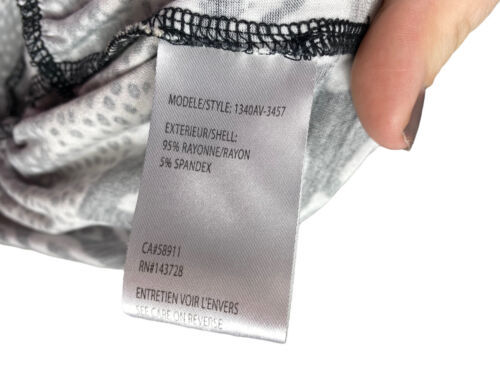 MODELE/STYLE: 1340AV-3457
EXTERIEUR/SHELL:
95% RAYONNE/RAYON
5% SPANDEX
CA#58911
RN#143728
ENTRETIEN VOIR L'ENVERS
SEE CARE ON REVERSE